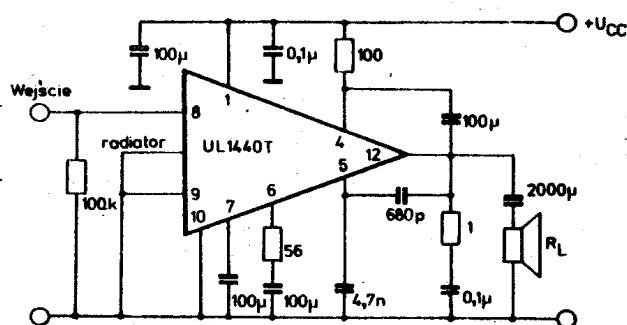 +U_CC
100µ
0,1µ
100
Wejście
1
8
4
100µ
radiator
UL1440T
12
5
9
6
680p
2000µ
100k
10
7
1
56
R_L
100µ
100µ
4,7n
0,1µ